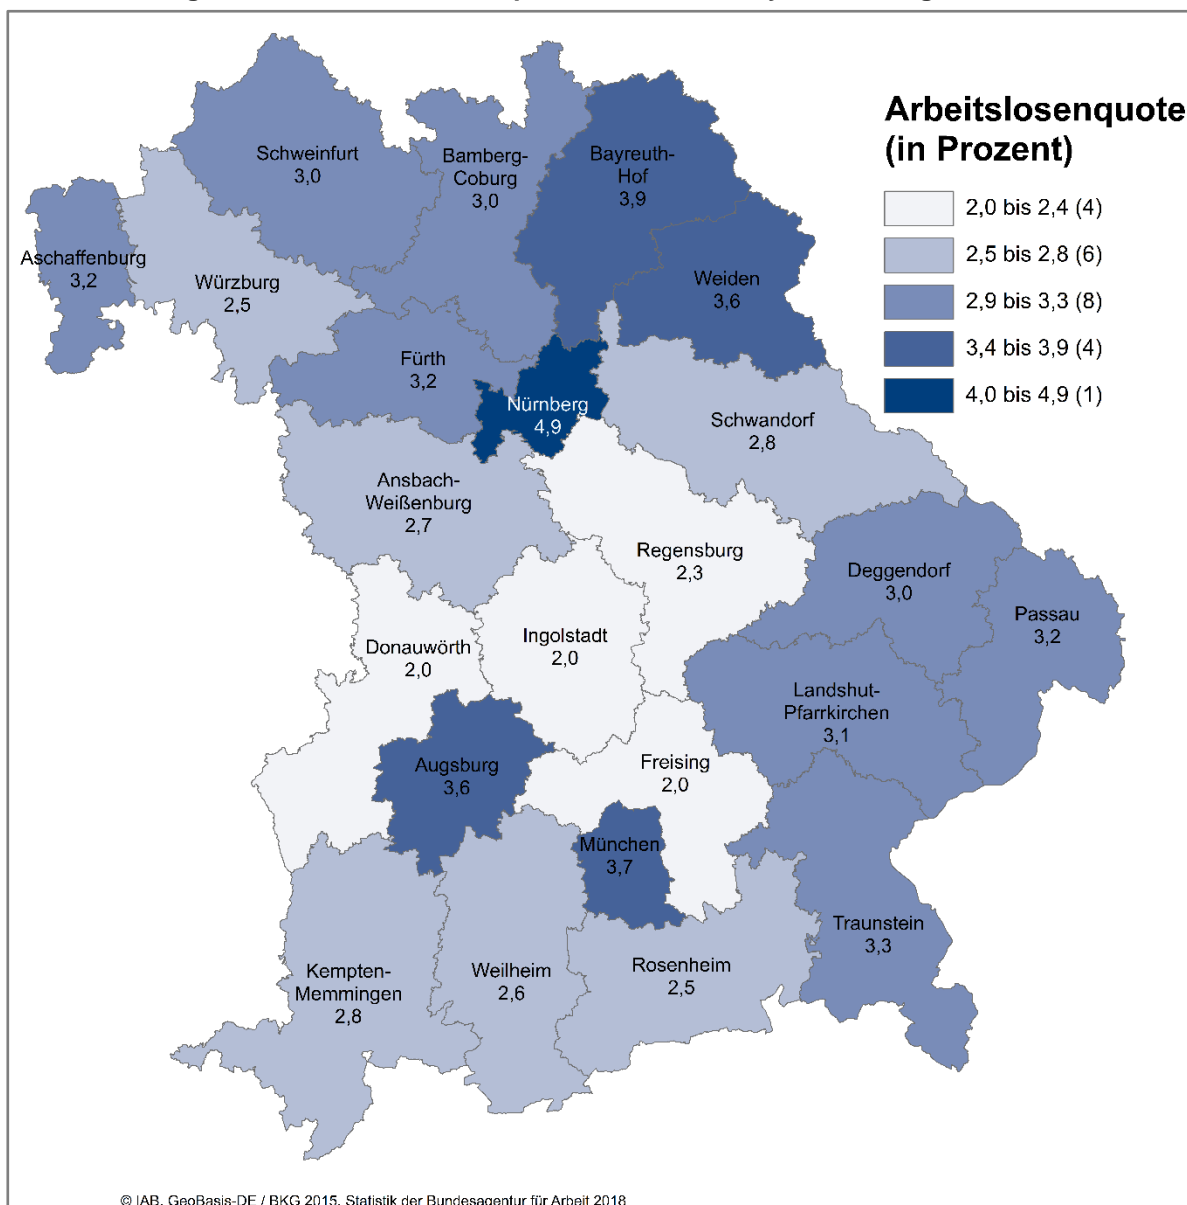 Arbeitslosenquote
(in Prozent)
2,0 bis 2,4 (4)
2,5 bis 2,8 (6)
2,9 bis 3,3 (8)
3,4 bis 3,9 (4)
4,0 bis 4,9 (1)
Schweinfurt
3,0
Bamberg-
Coburg
3,0
Bayreuth-
Hof
3,9
Aschaffenburg
3,2
Würzburg
2,5
Weiden
3,6
Fürth
3,2
Nürnberg
4,9
Schwandorf
2,8
Ansbach-
Weißenburg
2,7
Regensburg
2,3
Deggendorf
3,0
Passau
3,2
Donauwörth
2,0
Ingolstadt
2,0
Landshut-
Pfarrkirchen
3,1
Augsburg
3,6
Freising
2,0
München
3,7
Traunstein
3,3
Kempten-
Memmingen
2,8
Weilheim
2,6
Rosenheim
2,5
© IAB, GeoBasis-DE / BKG 2015, Statistik der Bundesagentur für Arbeit 2018